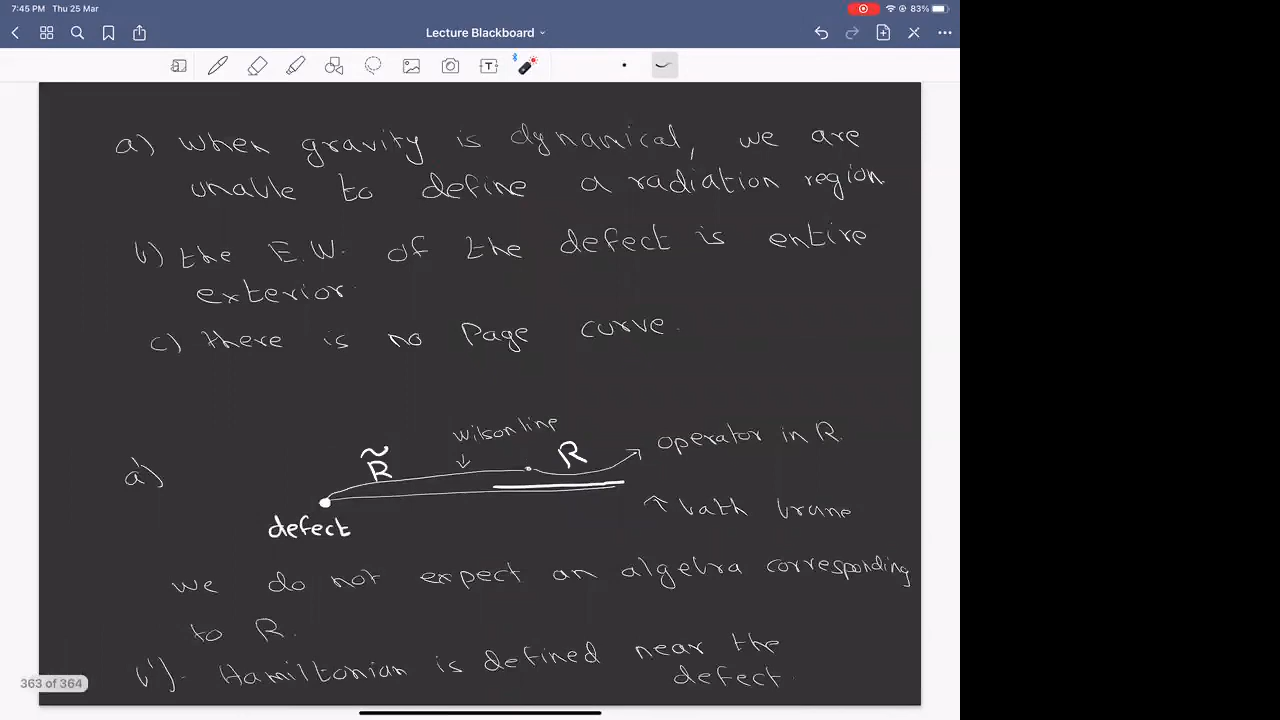 7:45 PM Thu 25 Mar
83%
Lecture Blackboard
a) when gravity is dynamical, we are
unable to define a radiation region.
b) the E.W. of the defect is entire
exterior.
c) there is no Page curve.
wilson line
R̃
R
operator in R.
a')
↑ bath brane
defect
we do not expect an algebra corresponding
to R.
b'). Hamiltonian is defined near the
defect.
363 of 364